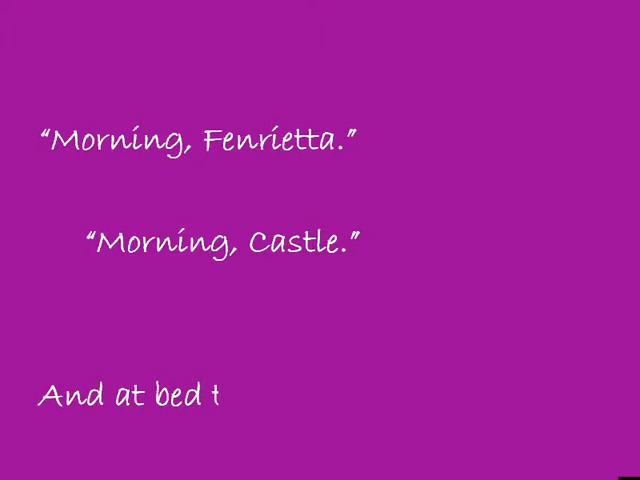 “Morning, Fenrietta.”
“Morning, Castle.”
And at bed t